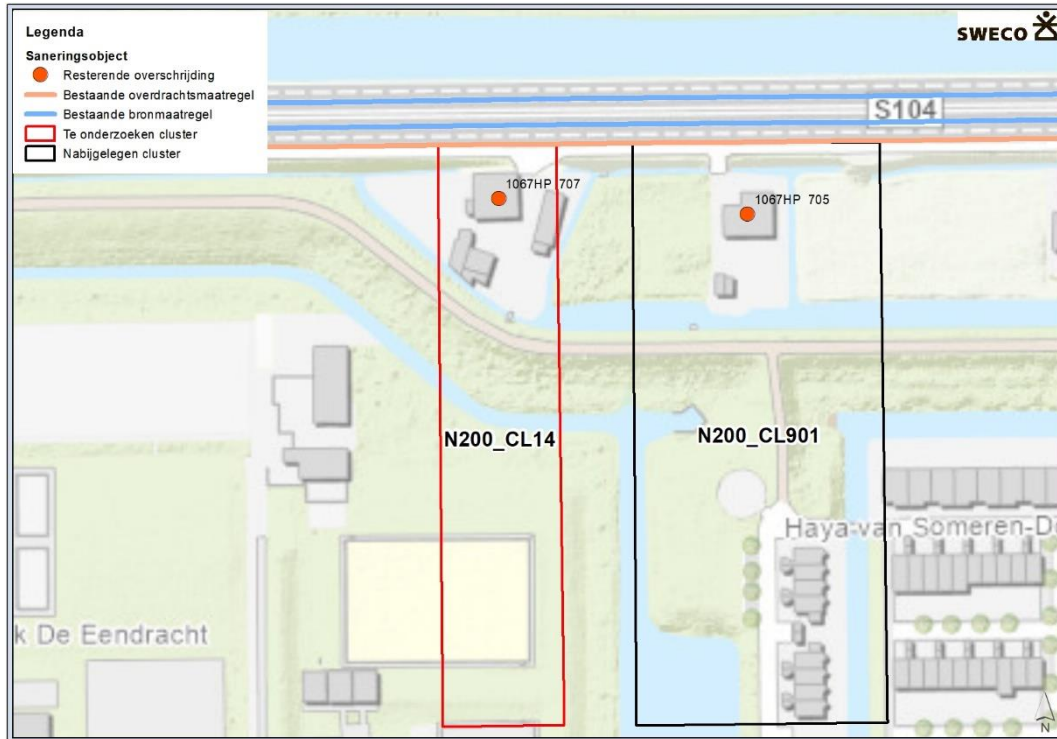 Legenda
Saneringsobject
Resterende overschrijding
Bestaande overdrachtsmaatregel
Bestaande bronmaatregel
Te onderzoeken cluster
Nabijgelegen cluster
SWECO
S104
1067HP 707
1067HP 705
N200_CL14
N200_CL901
Haya-van Someren-D
k De Eendracht
N